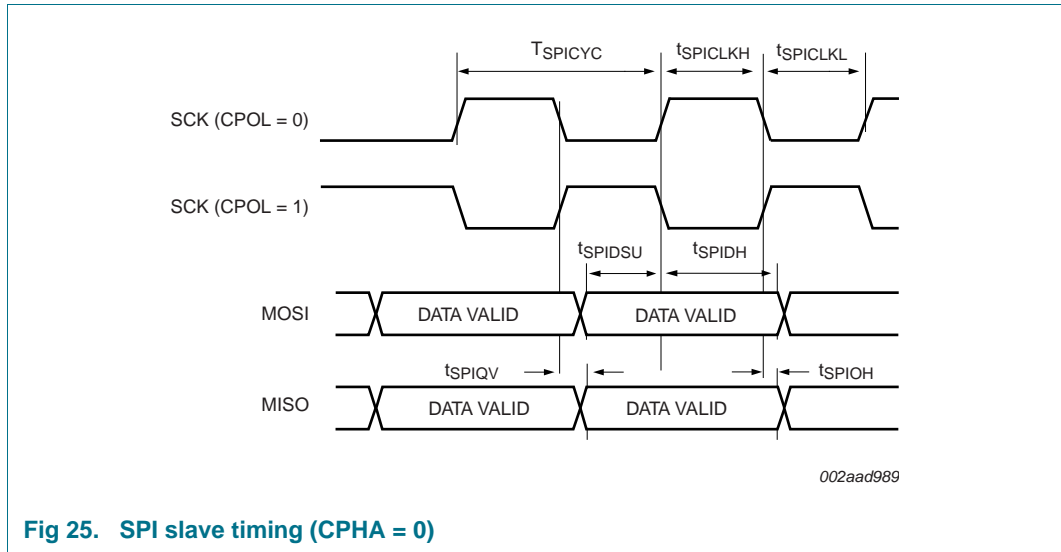 TSPICYC tSPICLKH tSPICLKL
SCK (CPOL = 0)
SCK (CPOL = 1)
tSPIDSU tSPIDH
MOSI DATA VALID DATA VALID
tSPIQV tSPIOH
MISO DATA VALID DATA VALID
002aad989
Fig 25. SPI slave timing (CPHA = 0)